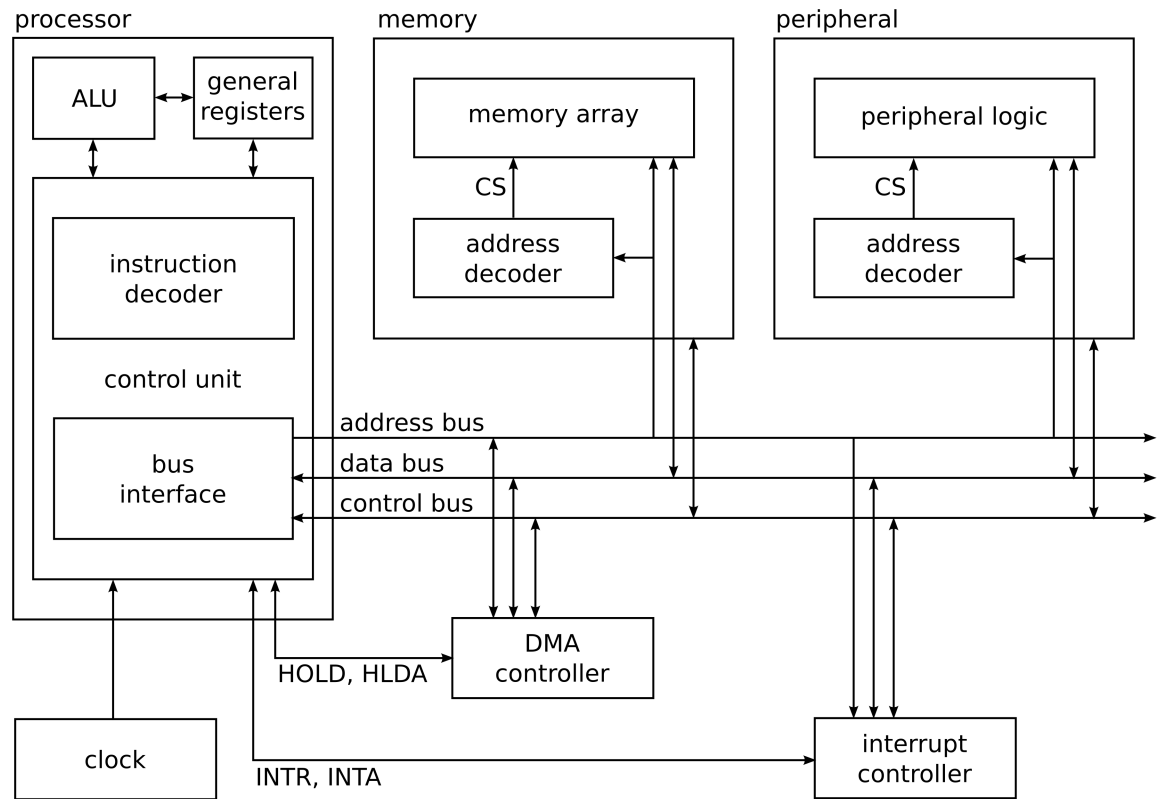 processor
memory
peripheral
ALU
general
registers
memory array
peripheral logic
CS
CS
address
decoder
address
decoder
instruction
decoder
control unit
address bus
data bus
control bus
bus
interface
DMA
controller
HOLD, HLDA
clock
INTR, INTA
interrupt
controller